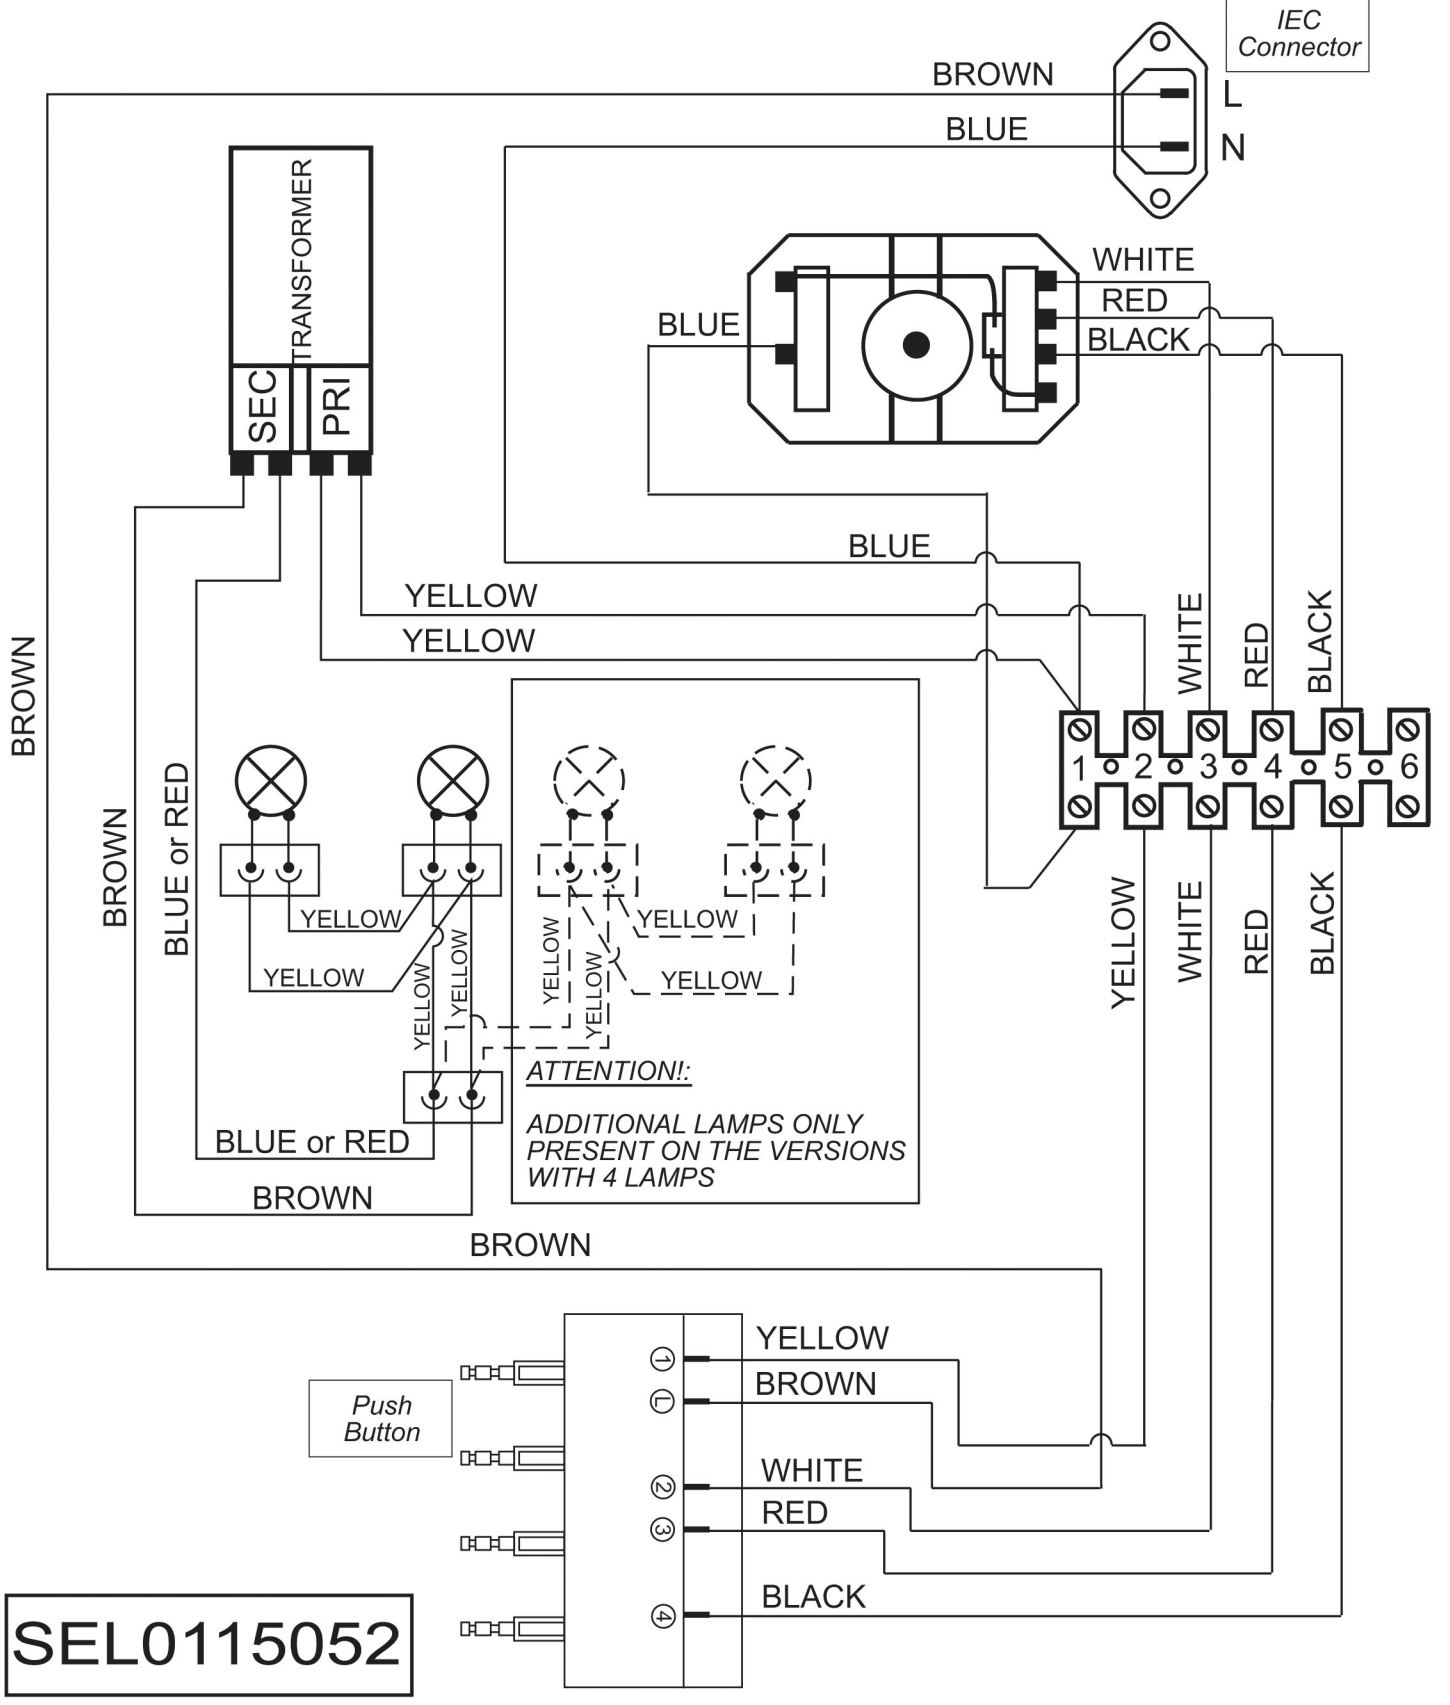 IEC
Connector
BROWN
L
BLUE
N
TRANSFORMER
SEC
PRI
WHITE
RED
BLACK
BLUE
BLUE
YELLOW
YELLOW
BROWN
WHITE
RED
BLACK
1
2
3
4
5
6
BROWN
BLUE or RED
YELLOW
YELLOW
YELLOW
YELLOW
YELLOW
YELLOW
YELLOW
YELLOW
YELLOW
WHITE
RED
BLACK
ATTENTION!:
ADDITIONAL LAMPS ONLY
PRESENT ON THE VERSIONS
WITH 4 LAMPS
BLUE or RED
BROWN
BROWN
1
YELLOW
L
BROWN
Push
Button
2
WHITE
3
RED
4
BLACK
SEL0115052